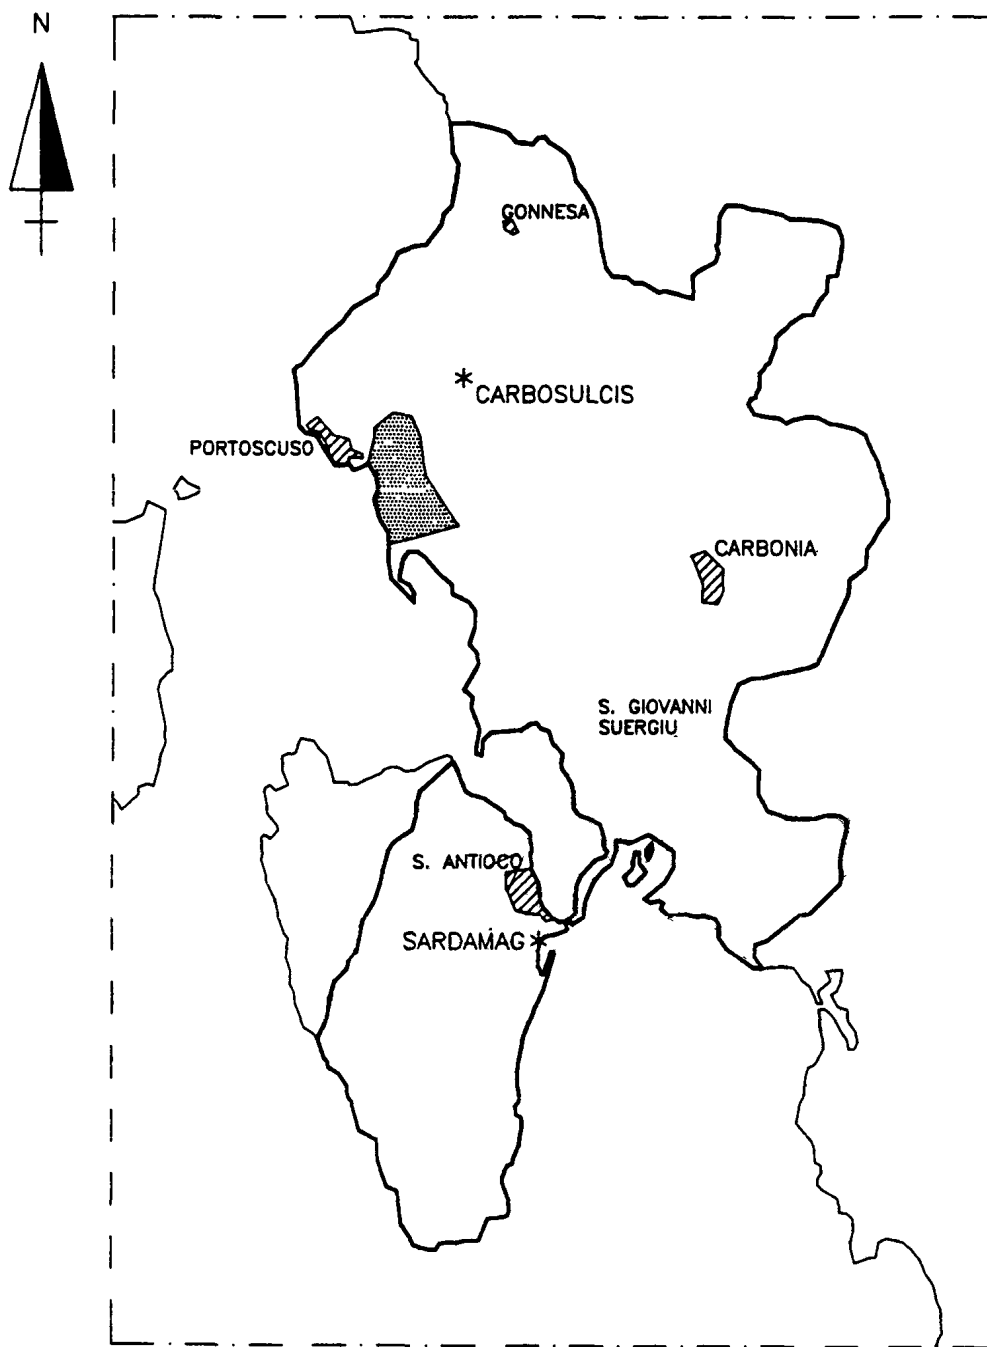 N
GONNESA
CARBOSULCIS
PORTOSCUSO
CARBONIA
S. GIOVANNI
SUERGIU
S. ANTIOCO
SARDAMAG